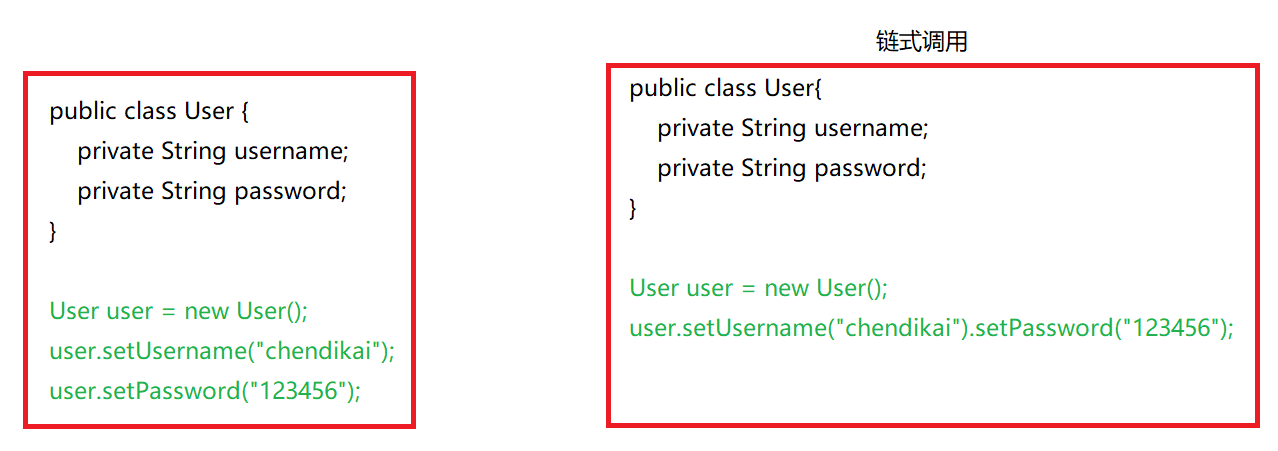 public class User {
private String username;
private String password;
}
User user = new User();
user.setUsername("chendikai");
user.setPassword("123456");
链式调用
public class User{
private String username;
private String password;
}
User user = new User();
user.setUsername("chendikai").setPassword("123456");